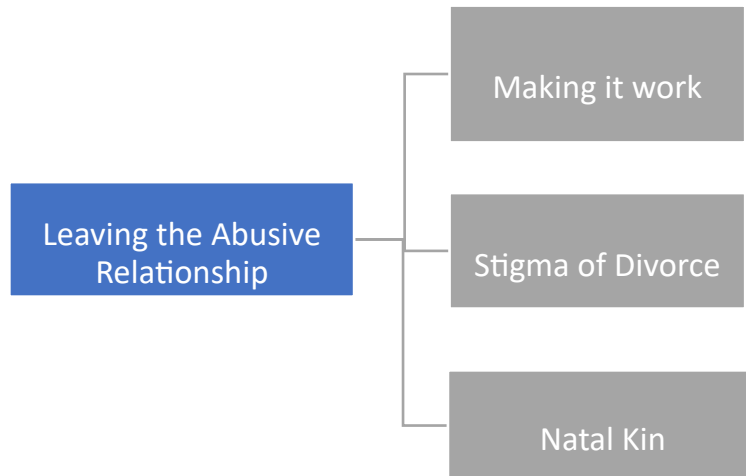 Making it work
Leaving the Abusive
Relationship
Stigma of Divorce
Natal Kin